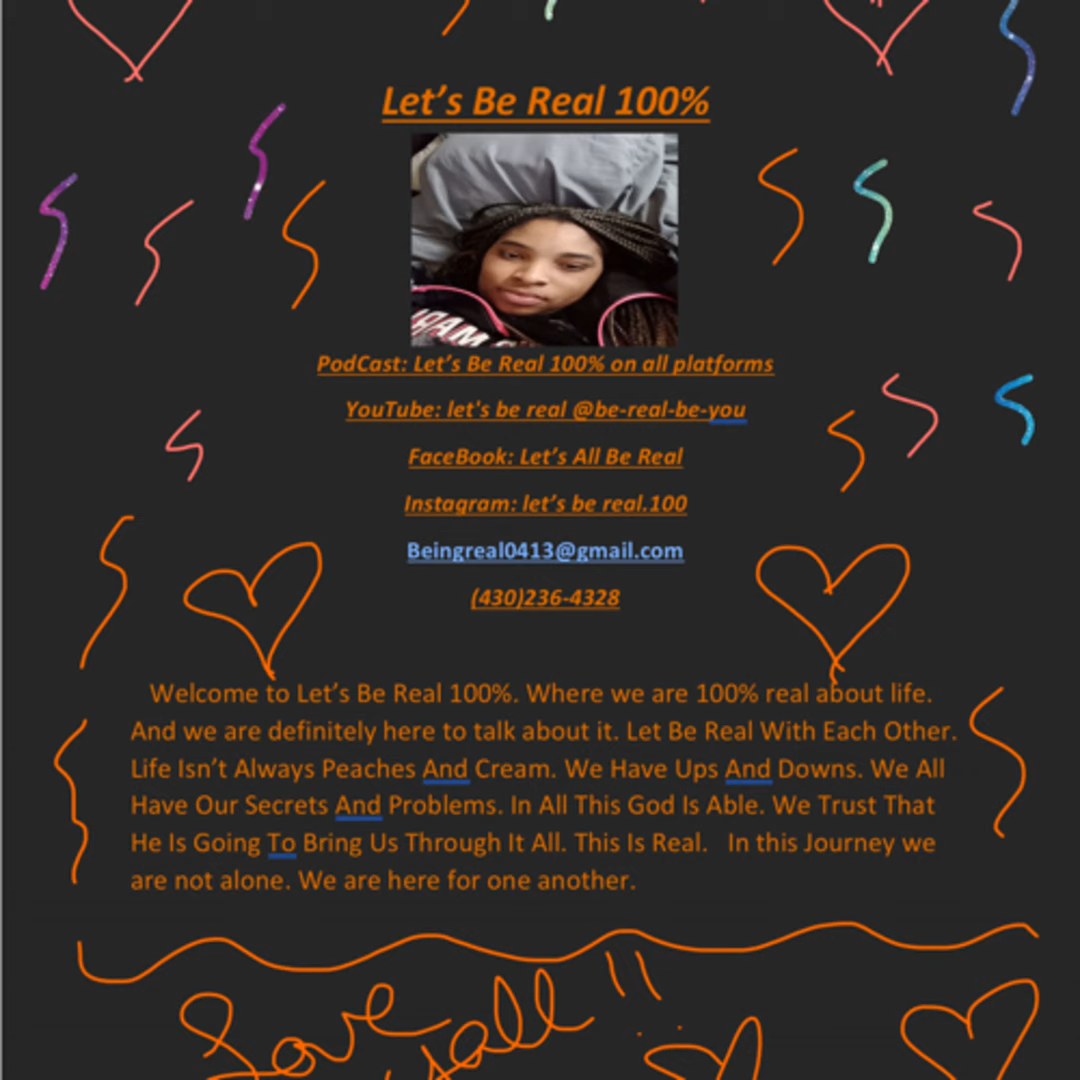 Let's Be Real 100%
RAM
PodCast: Let's Be Real 100% on all platforms
YouTube: let's be real @be-real-be-you
FaceBook: Let's All Be Real
Instagram: let's be real.100
Beingreal0413@gmail.com
(430)236-4328
Welcome to Let's Be Real 100%. Where we are 100% real about life.
And we are definitely here to talk about it. Let Be Real With Each Other.
Life Isn't Always Peaches And Cream. We Have Ups And Downs. We All
Have Our Secrets And Problems. In All This God Is Able. We Trust That
He Is Going To Bring Us Through It All. This Is Real.   In this Journey we
are not alone. We are here for one another.
Love yall !!